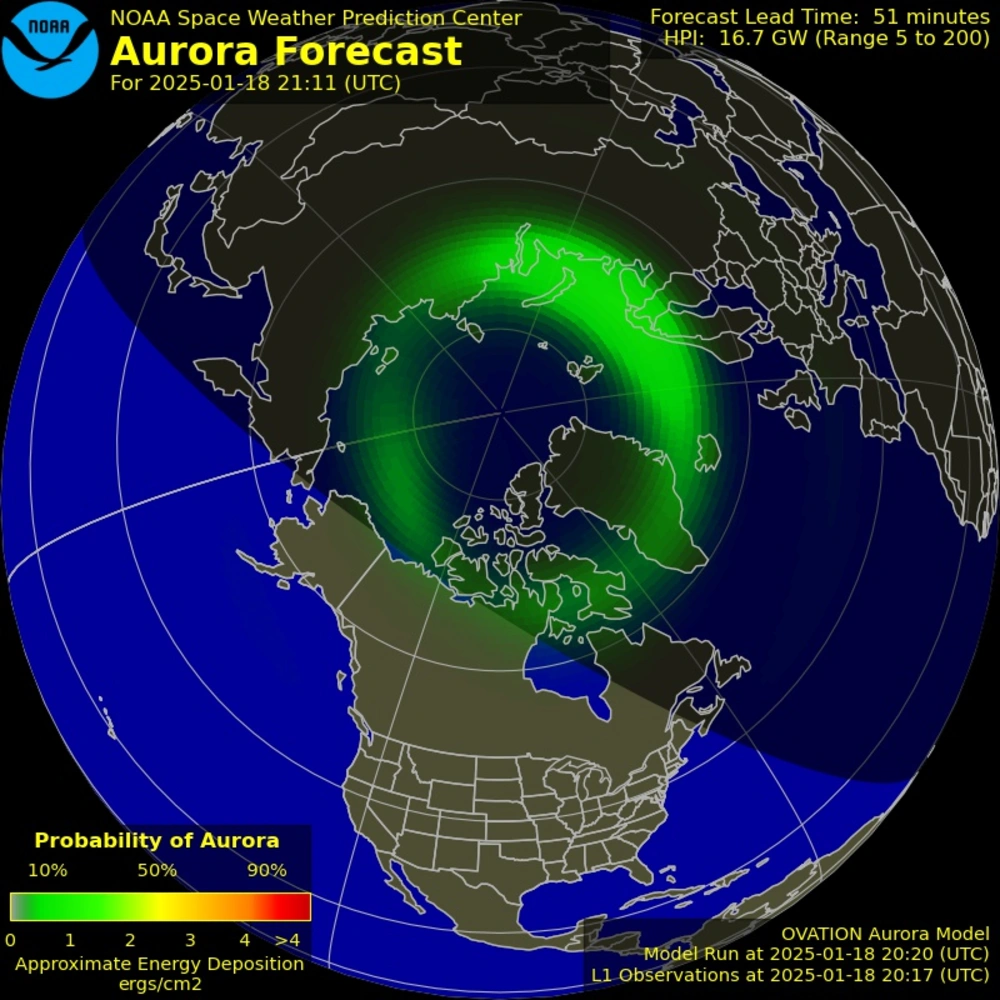 NOAA
NOAA Space Weather Prediction Center
Aurora Forecast
For 2025-01-18 21:11 (UTC)
Forecast Lead Time: 51 minutes
HPI: 16.7 GW (Range 5 to 200)
Probability of Aurora
10% 50% 90%
0 1 2 3 4 >4
Approximate Energy Deposition
ergs/cm2
OVATION Aurora Model
Model Run at 2025-01-18 20:20 (UTC)
L1 Observations at 2025-01-18 20:17 (UTC)